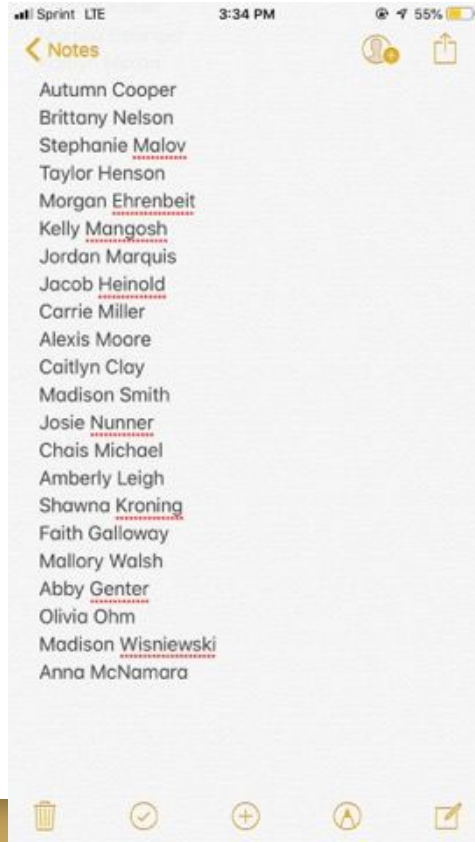 Sprint LTE 3:34 PM 55%
Notes
Autumn Cooper
Brittany Nelson
Stephanie Malov
Taylor Henson
Morgan Ehrenbeit
Kelly Mangosh
Jordan Marquis
Jacob Heinold
Carrie Miller
Alexis Moore
Caitlyn Clay
Madison Smith
Josie Nunner
Chais Michael
Amberly Leigh
Shawna Kroning
Faith Galloway
Mallory Walsh
Abby Genter
Olivia Ohm
Madison Wisniewski
Anna McNamara